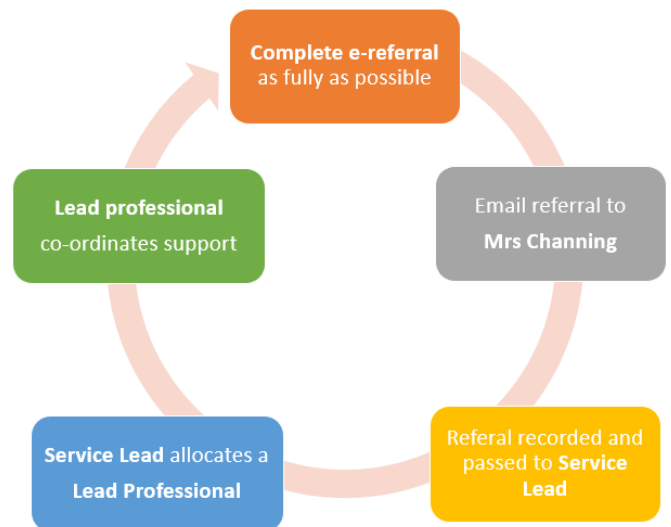 Complete e-referral
as fully as possible
Email referral to
Mrs Channing
Referal recorded and
passed to Service
Lead
Service Lead allocates a
Lead Professional
Lead professional
co-ordinates support